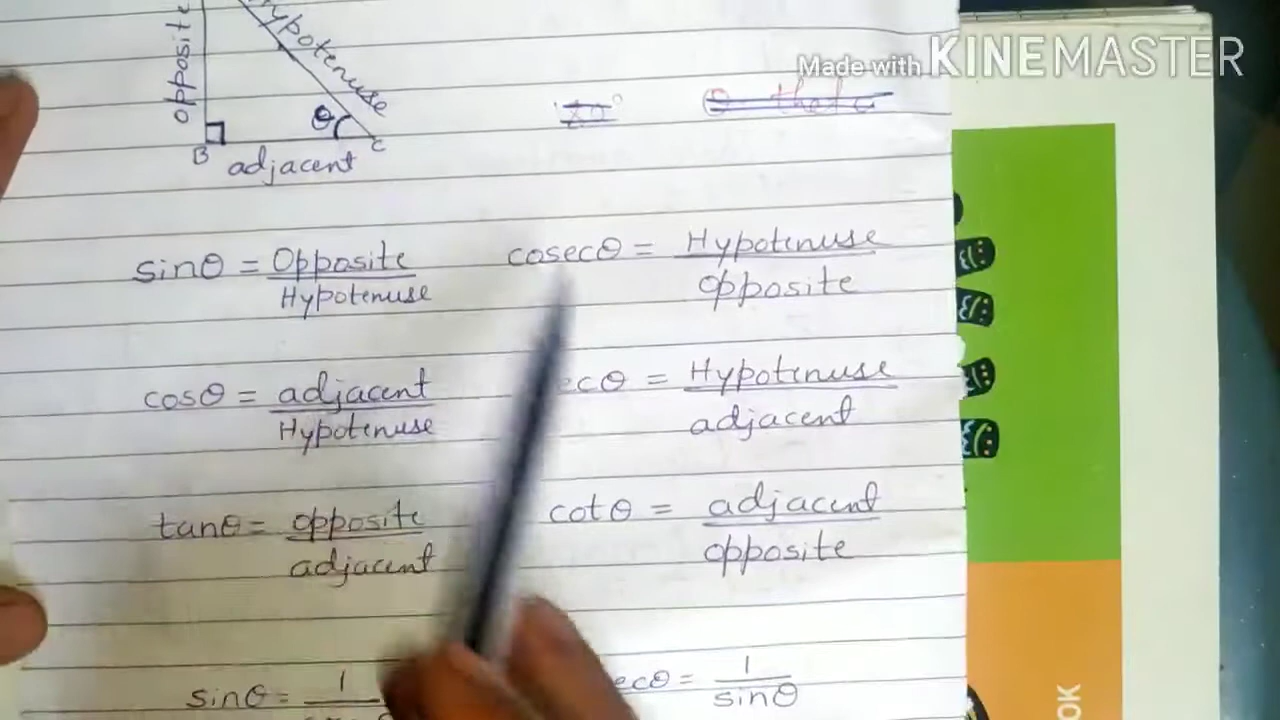 Made with KINEMASTER
opposite
Hypotenuse
θ
B
C
adjacent
sinθ = Opposite / Hypotenuse
cosecθ = Hypotenuse / opposite
cosθ = adjacent / Hypotenuse
ecθ = Hypotenuse / adjacent
tanθ = opposite / adjacent
cotθ = adjacent / opposite
sinθ = 1
ecθ = 1 / sinθ
OK